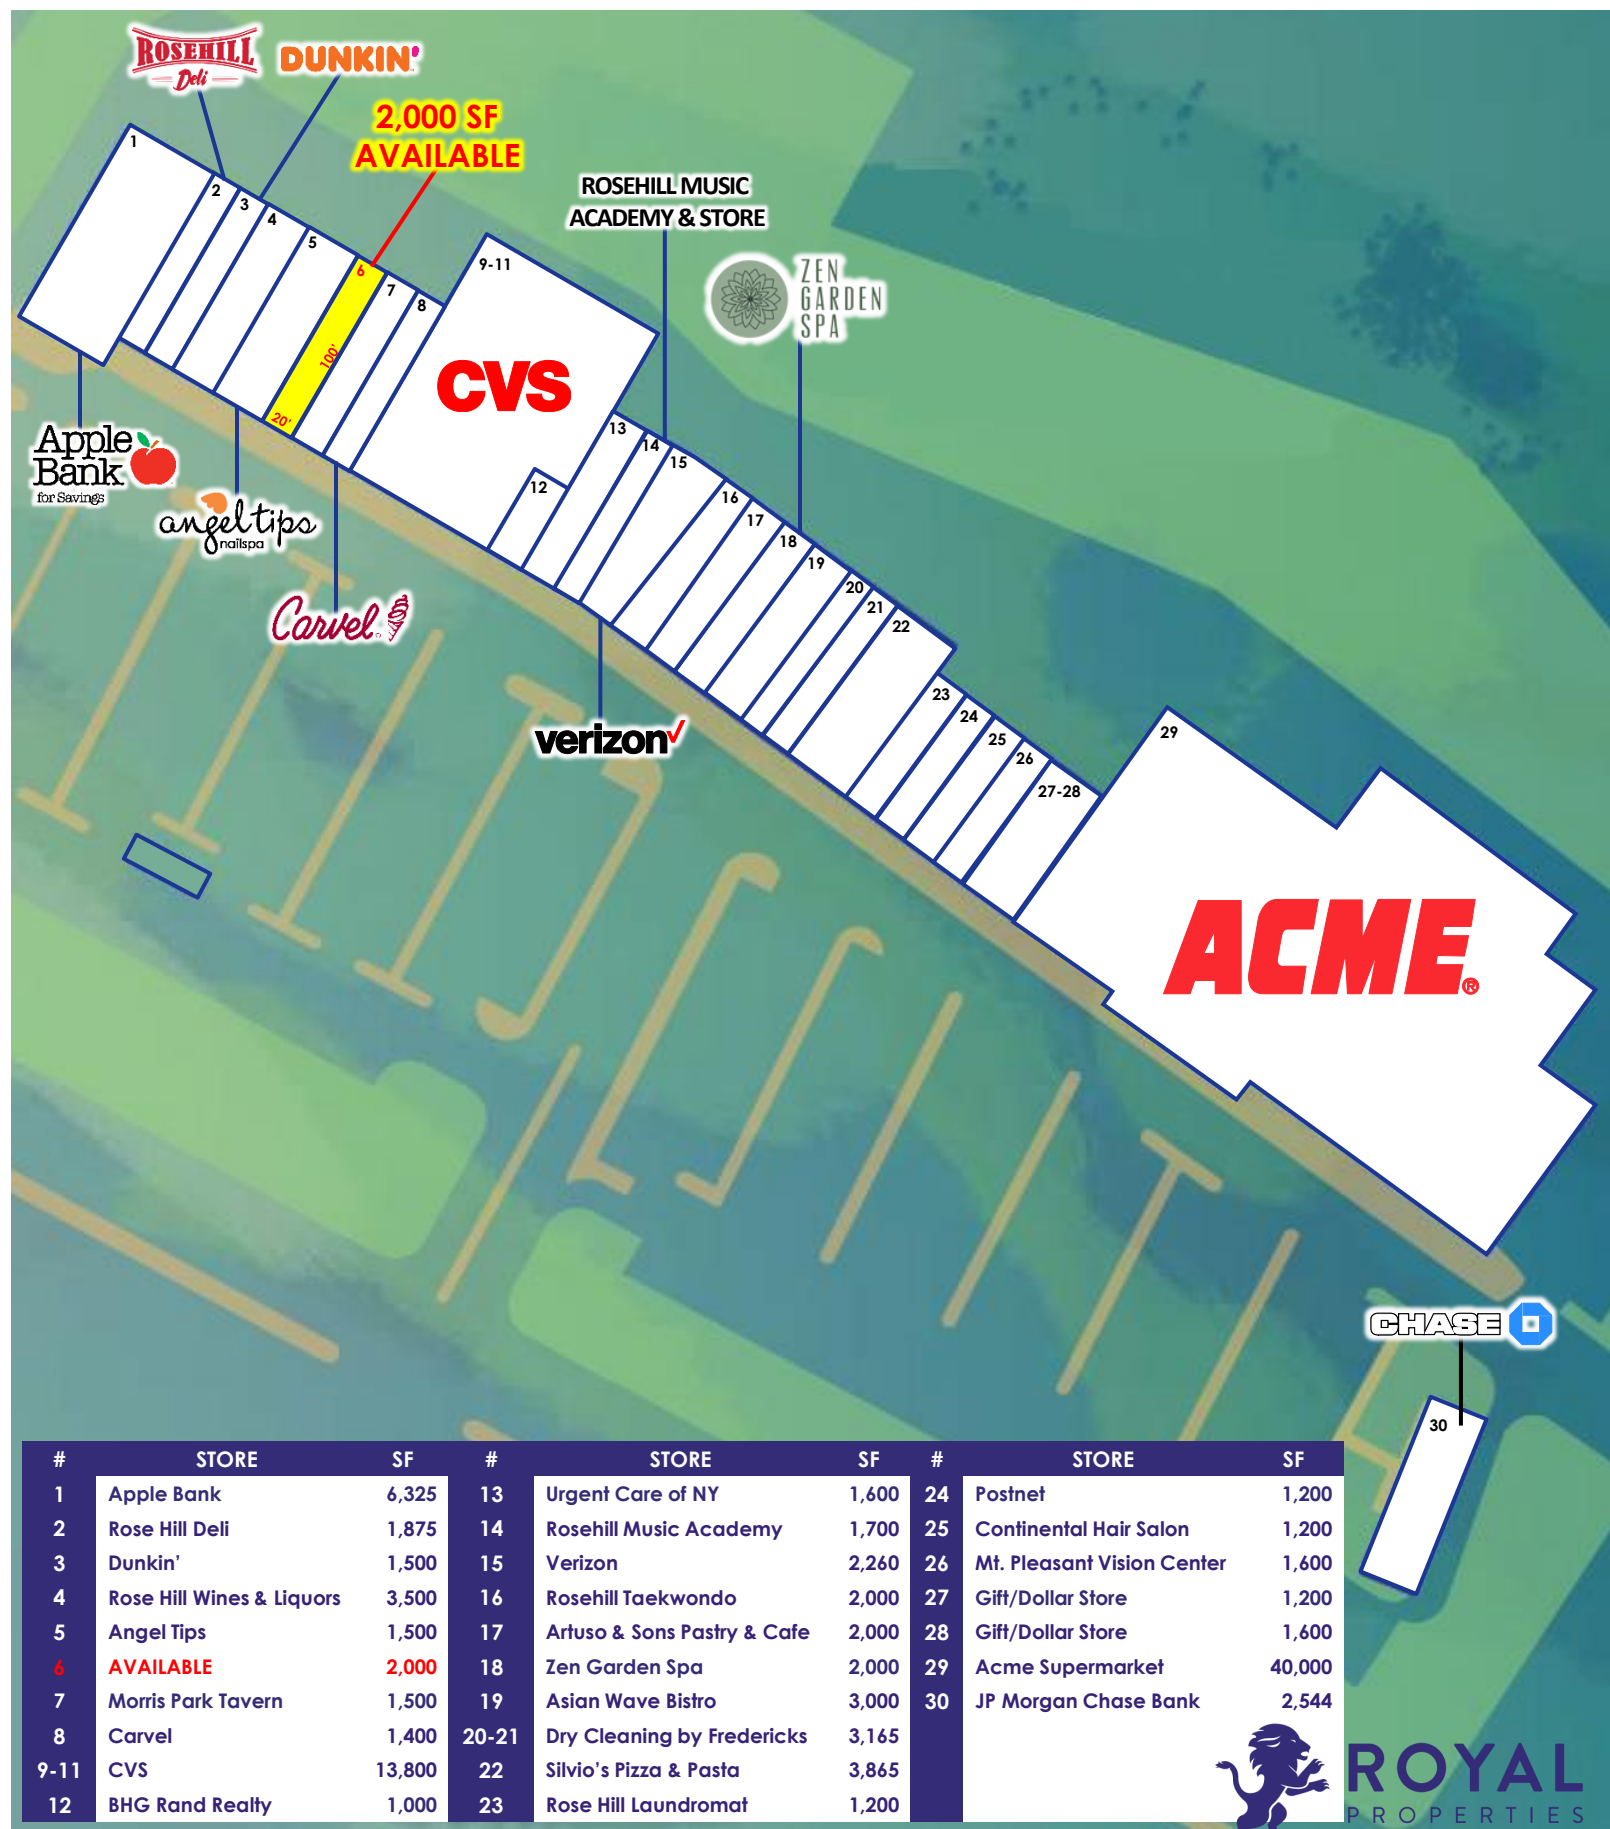 ROSEHILL
Deli
DUNKIN'
2,000 SF
AVAILABLE
ROSEHILL MUSIC
ACADEMY & STORE
ZEN
GARDEN
SPA
1
2
3
4
5
6
7
8
9-11
100'
20'
CVS
12
13
14
15
16
17
18
19
20
21
22
23
24
25
26
27-28
29
Apple
Bank
for Savings
angel tips
nailspa
Carvel
verizon
ACME®
CHASE
30
# STORE SF # STORE SF # STORE SF
1 Apple Bank 6,325 13 Urgent Care of NY 1,600 24 Postnet 1,200
2 Rose Hill Deli 1,875 14 Rosehill Music Academy 1,700 25 Continental Hair Salon 1,200
3 Dunkin’ 1,500 15 Verizon 2,260 26 Mt. Pleasant Vision Center 1,600
4 Rose Hill Wines & Liquors 3,500 16 Rosehill Taekwondo 2,000 27 Gift/Dollar Store 1,200
5 Angel Tips 1,500 17 Artuso & Sons Pastry & Cafe 2,000 28 Gift/Dollar Store 1,600
6 AVAILABLE 2,000 18 Zen Garden Spa 2,000 29 Acme Supermarket 40,000
7 Morris Park Tavern 1,500 19 Asian Wave Bistro 3,000 30 JP Morgan Chase Bank 2,544
8 Carvel 1,400 20-21 Dry Cleaning by Fredericks 3,165
9-11 CVS 13,800 22 Silvio’s Pizza & Pasta 3,865
12 BHG Rand Realty 1,000 23 Rose Hill Laundromat 1,200
ROYAL
PROPERTIES